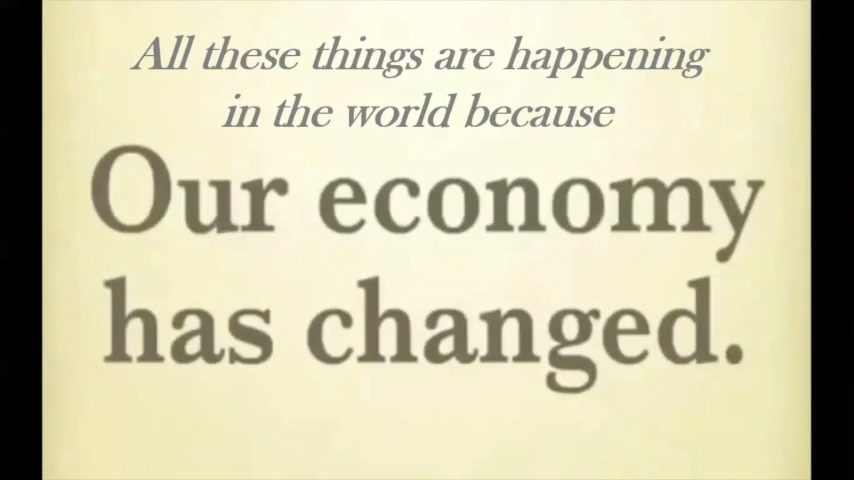 All these things are happening
in the world because
Our economy
has changed.